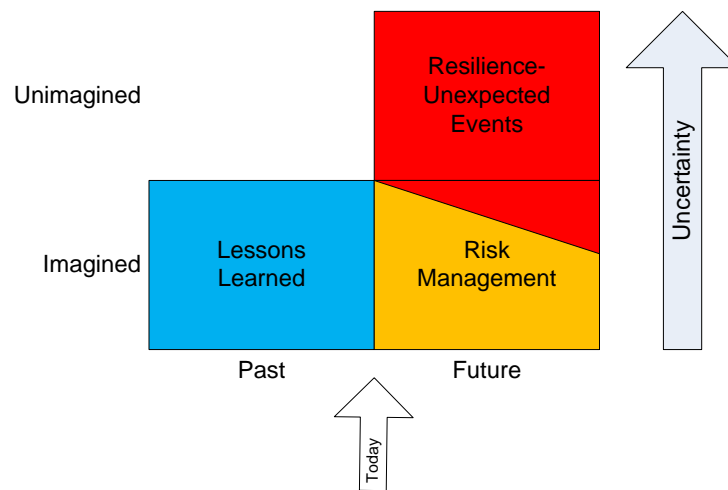 Unimagined
Resilience-
Unexpected
Events
Uncertainty
Imagined
Lessons
Learned
Risk
Management
Past
Future
Today